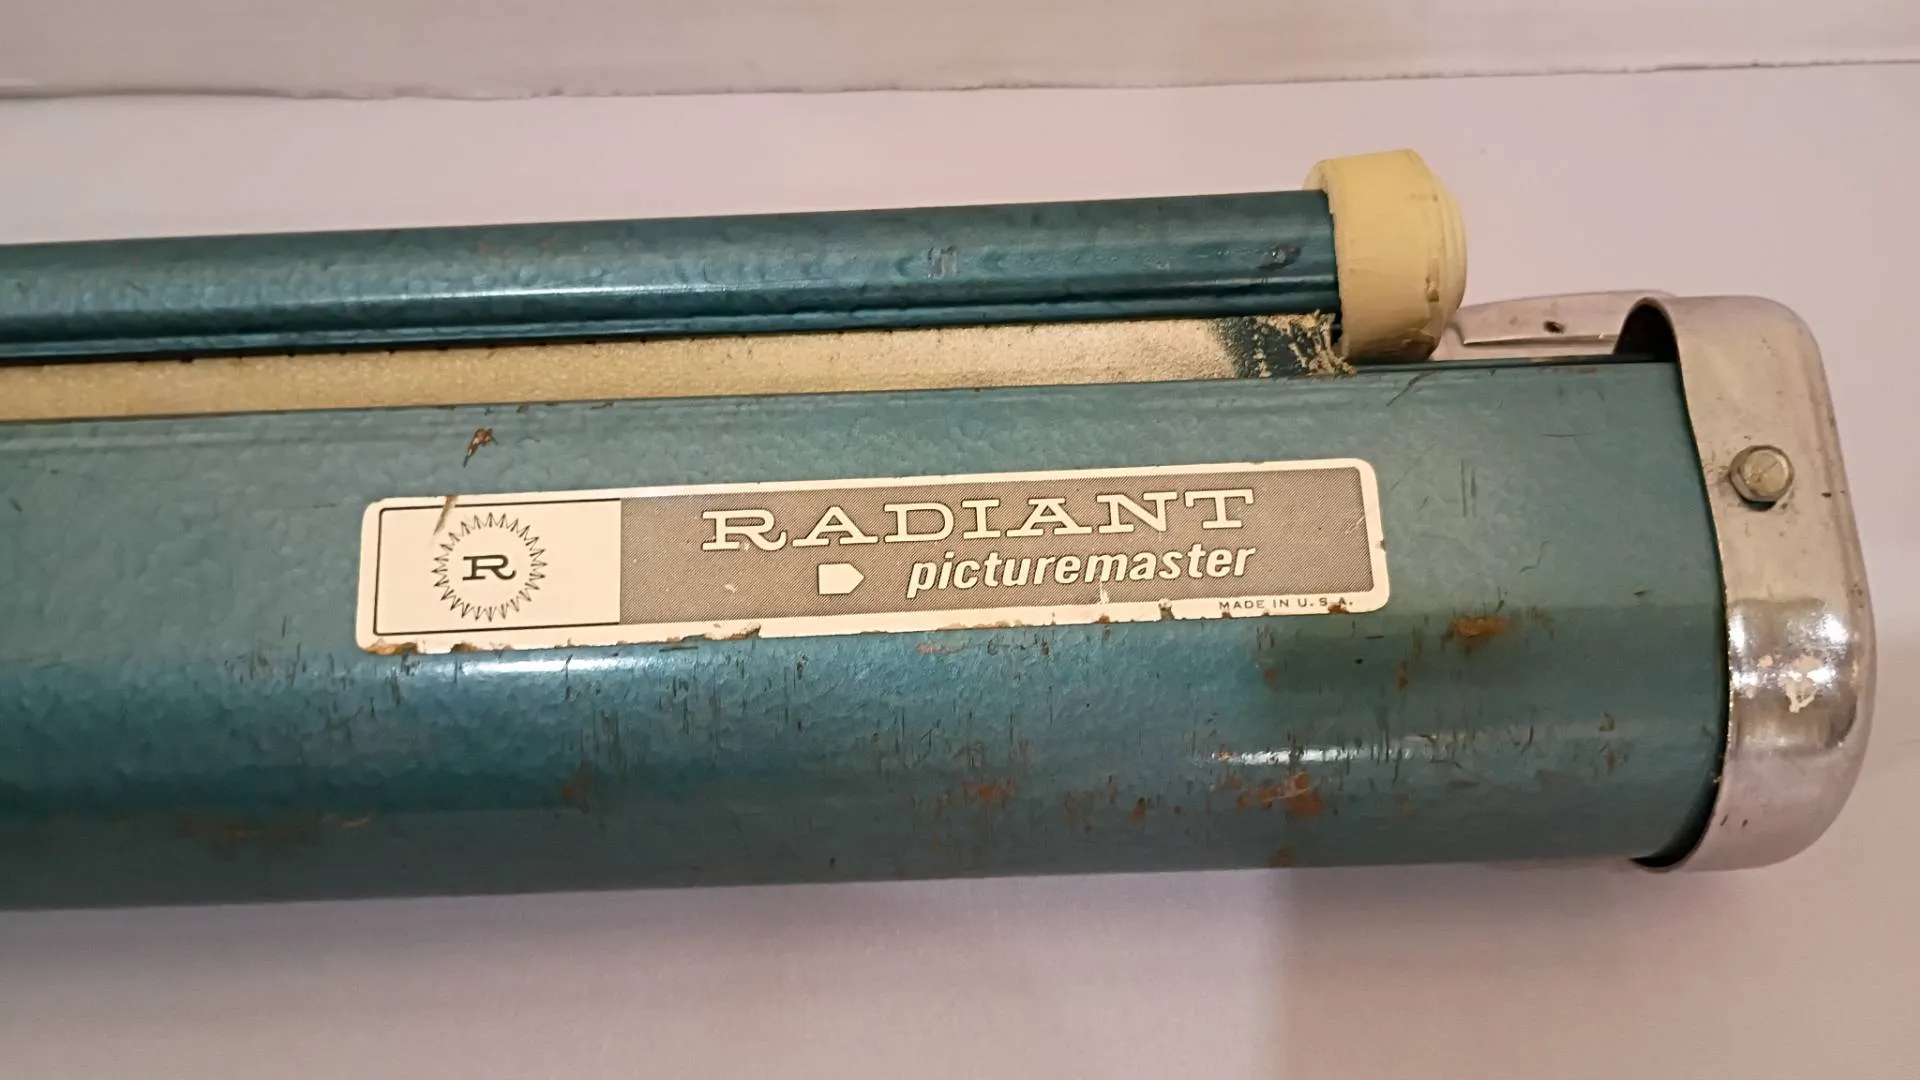 R
RADIANT
picturemaster
MADE IN U.S.A.